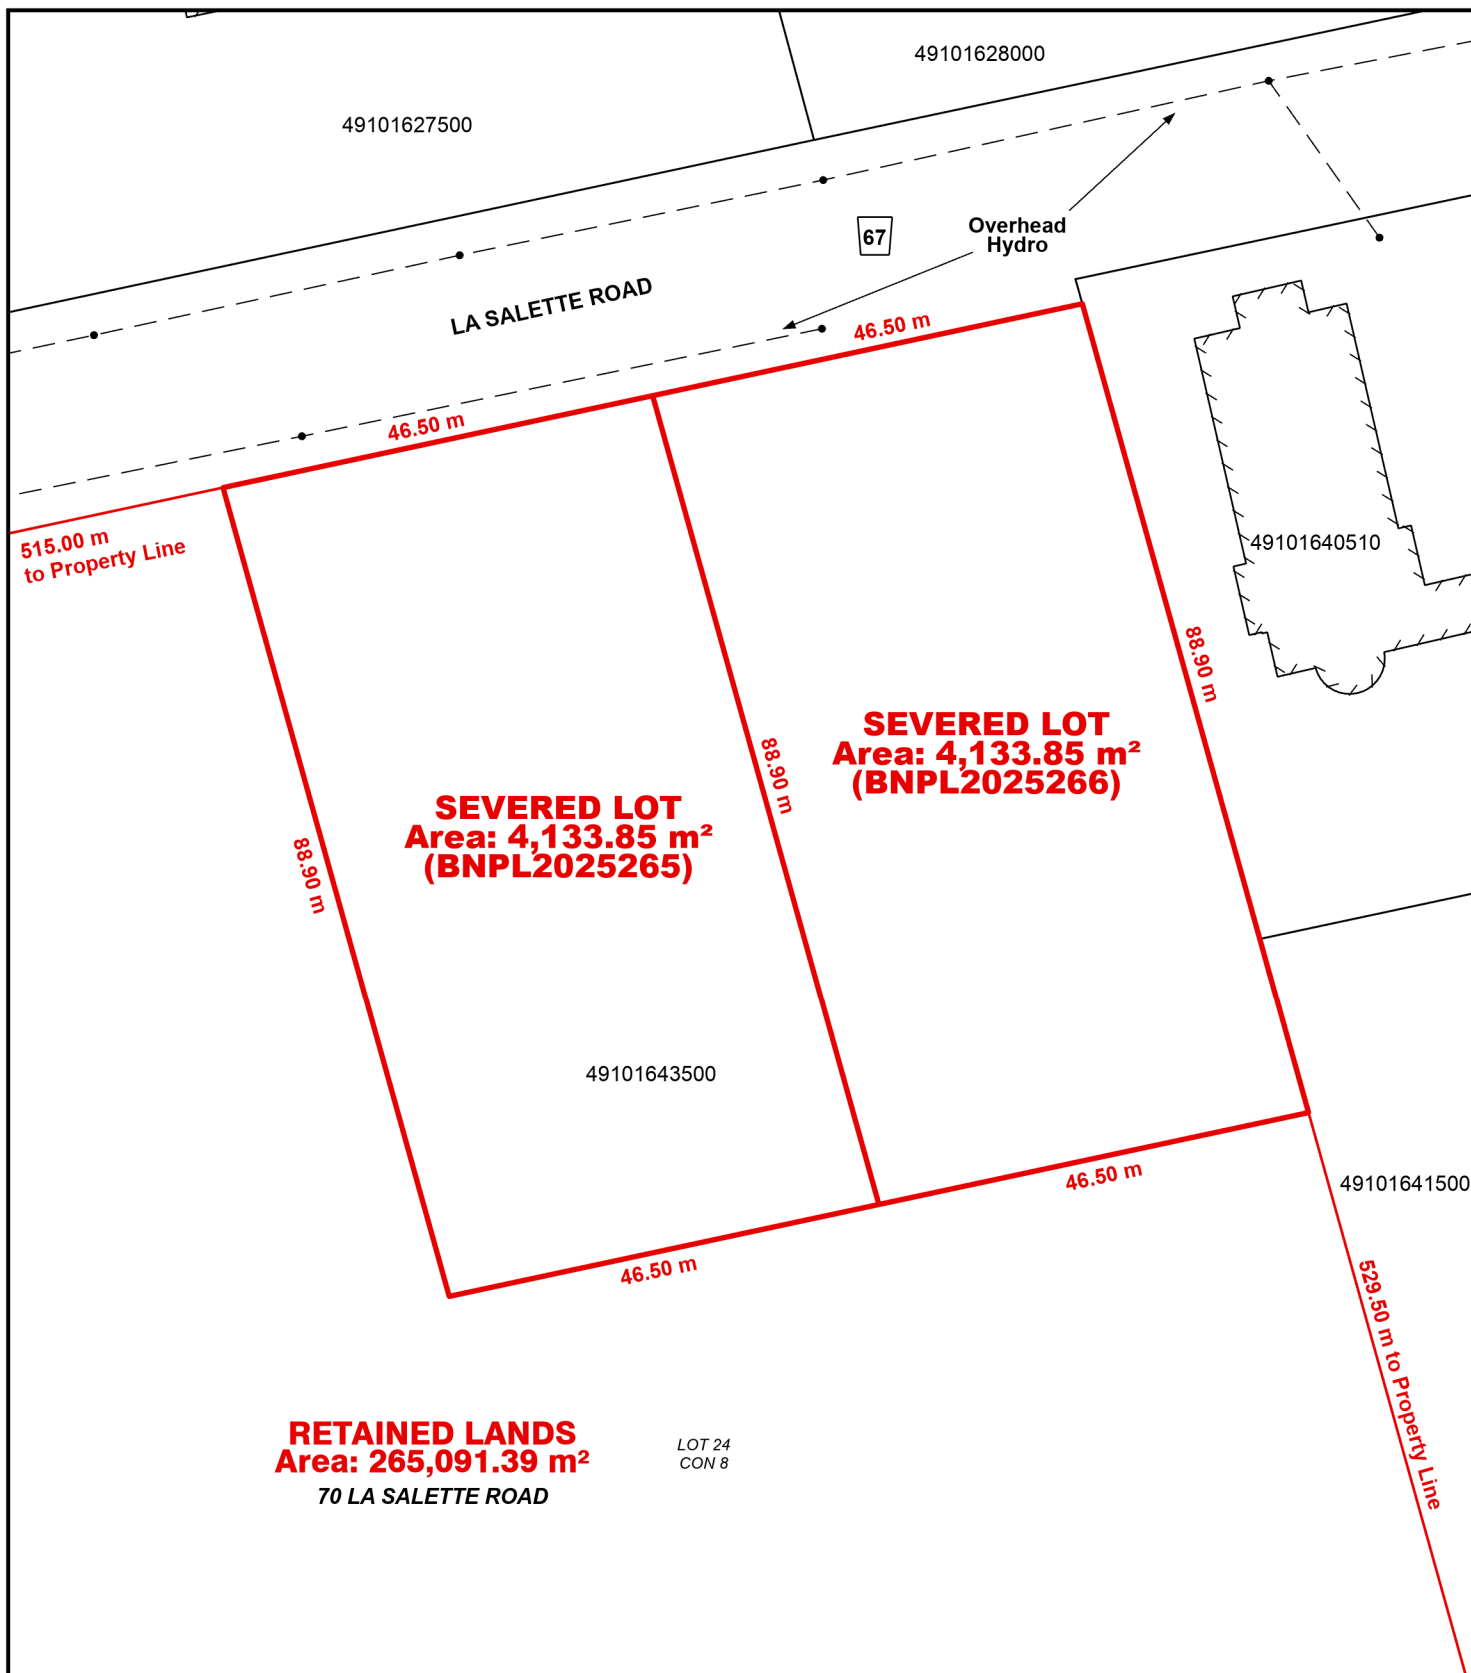 49101628000
49101627500
67
Overhead
Hydro
LA SALETTE ROAD
46.50 m
46.50 m
515.00 m
to Property Line
49101640510
88.90 m
SEVERED LOT
Area: 4,133.85 m²
(BNPL2025266)
88.90 m
SEVERED LOT
Area: 4,133.85 m²
(BNPL2025265)
88.90 m
49101643500
46.50 m
49101641500
46.50 m
529.50 m to Property Line
RETAINED LANDS
Area: 265,091.39 m²
70 LA SALETTE ROAD
LOT 24
CON 8